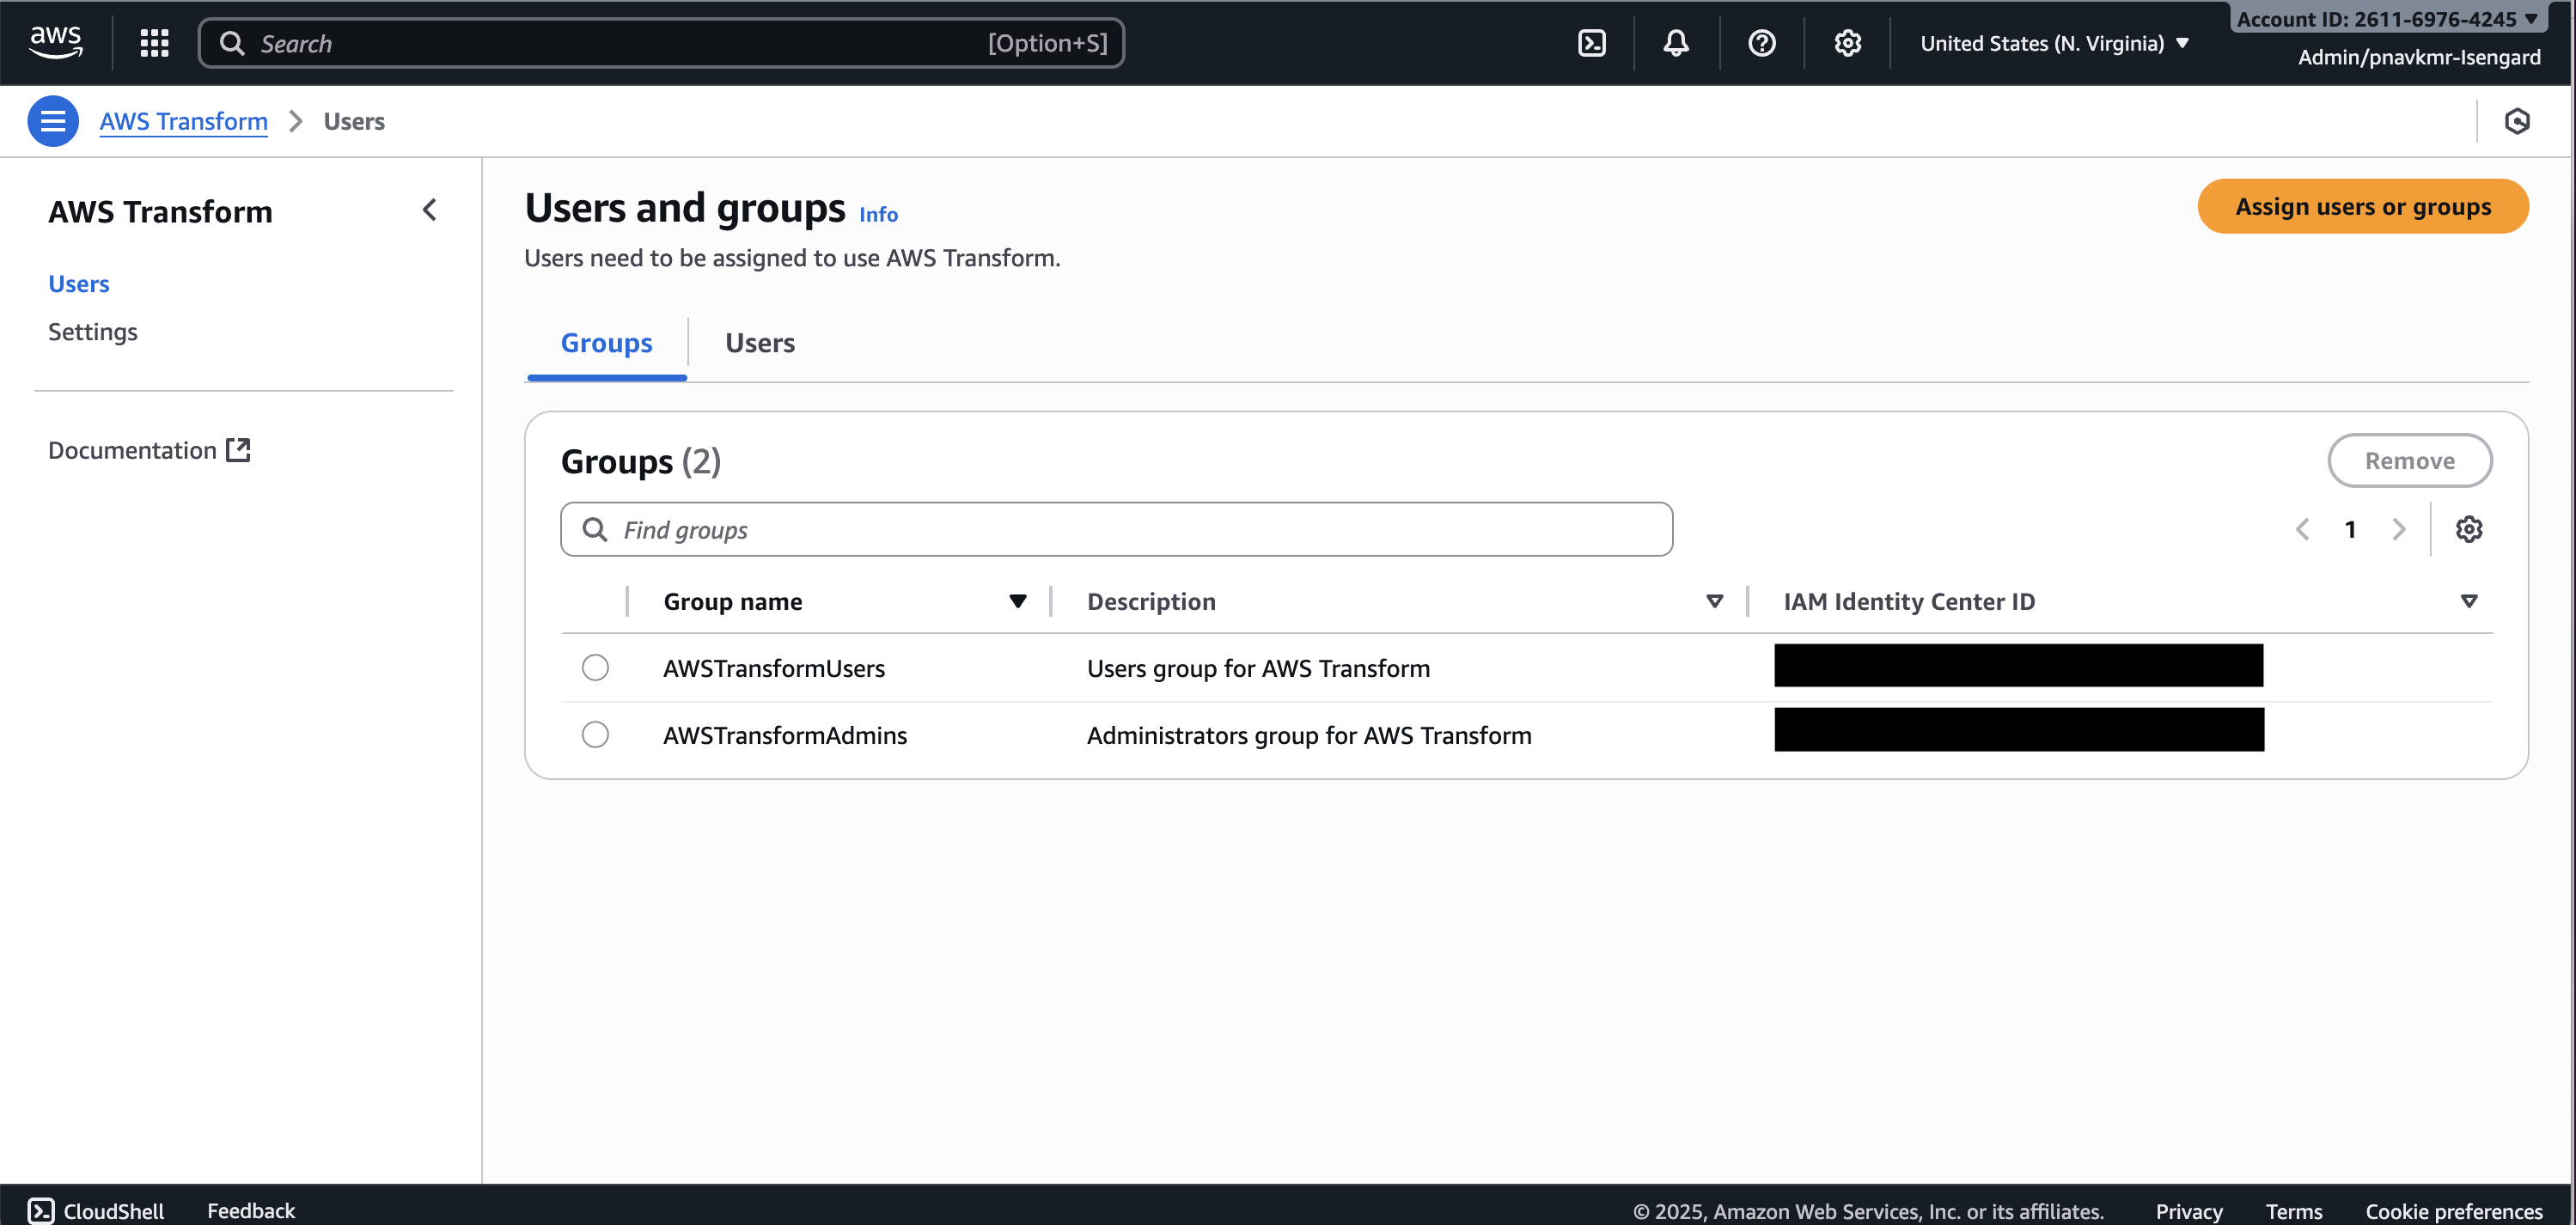 aws
Search
[Option+S]
United States (N. Virginia)
Account ID: 2611-6976-4245
Admin/pnavkmr-Isengard
AWS Transform
Users
AWS Transform
Users
Settings
Documentation
Users and groups Info
Users need to be assigned to use AWS Transform.
Assign users or groups
Groups
Users
Groups (2)
Remove
Find groups
1
Group name
Description
IAM Identity Center ID
AWSTransformUsers
Users group for AWS Transform
AWSTransformAdmins
Administrators group for AWS Transform
CloudShell
Feedback
© 2025, Amazon Web Services, Inc. or its affiliates.
Privacy
Terms
Cookie preferences